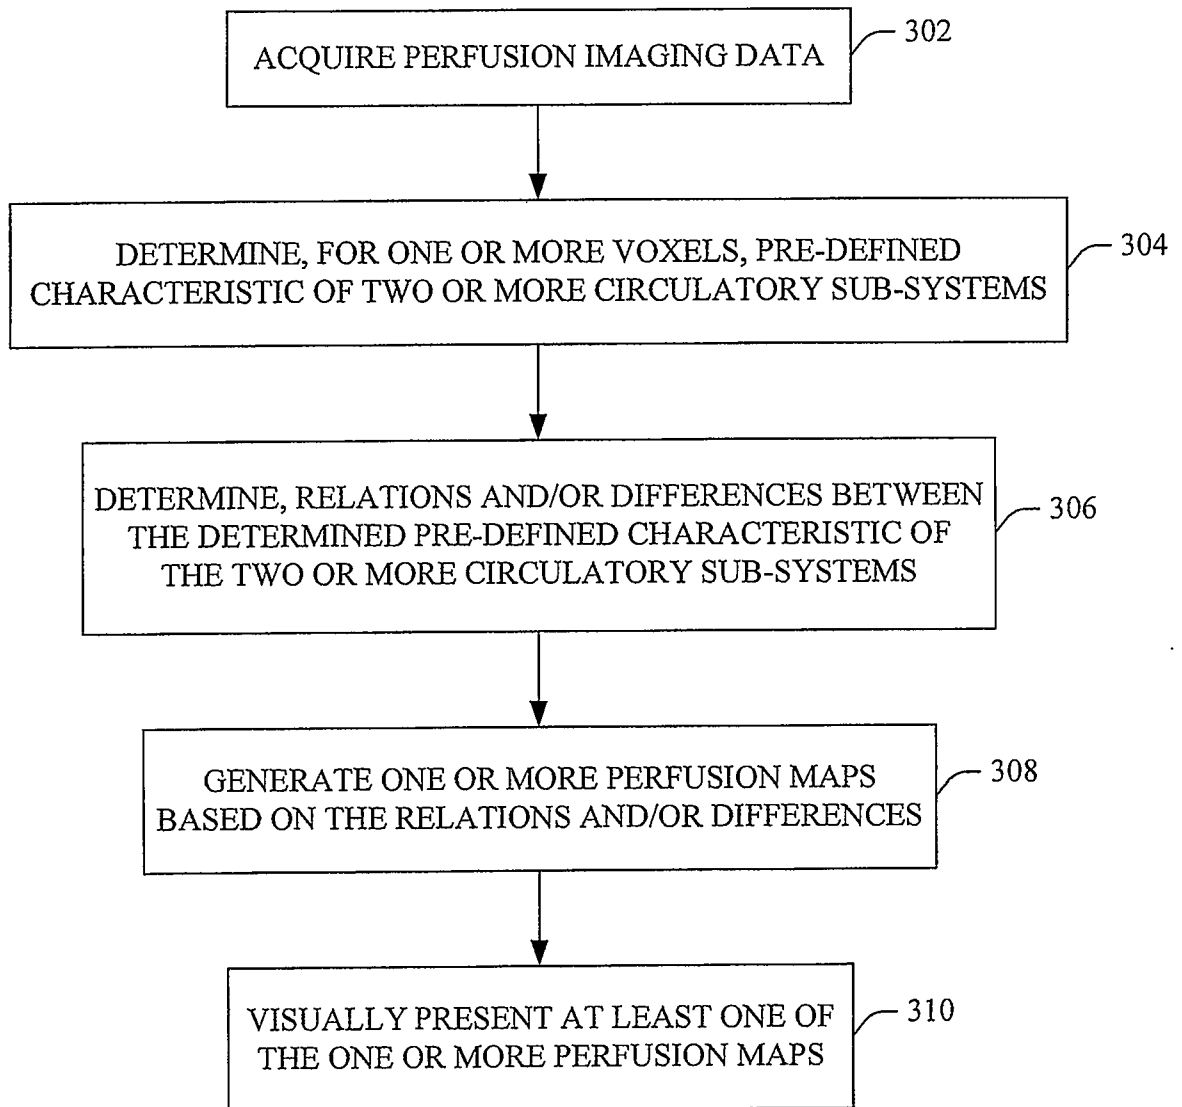 ACQUIRE PERFUSION IMAGING DATA
302
DETERMINE, FOR ONE OR MORE VOXELS, PRE-DEFINED
CHARACTERISTIC OF TWO OR MORE CIRCULATORY SUB-SYSTEMS
304
DETERMINE, RELATIONS AND/OR DIFFERENCES BETWEEN
THE DETERMINED PRE-DEFINED CHARACTERISTIC OF
THE TWO OR MORE CIRCULATORY SUB-SYSTEMS
306
GENERATE ONE OR MORE PERFUSION MAPS
BASED ON THE RELATIONS AND/OR DIFFERENCES
308
VISUALLY PRESENT AT LEAST ONE OF
THE ONE OR MORE PERFUSION MAPS
310